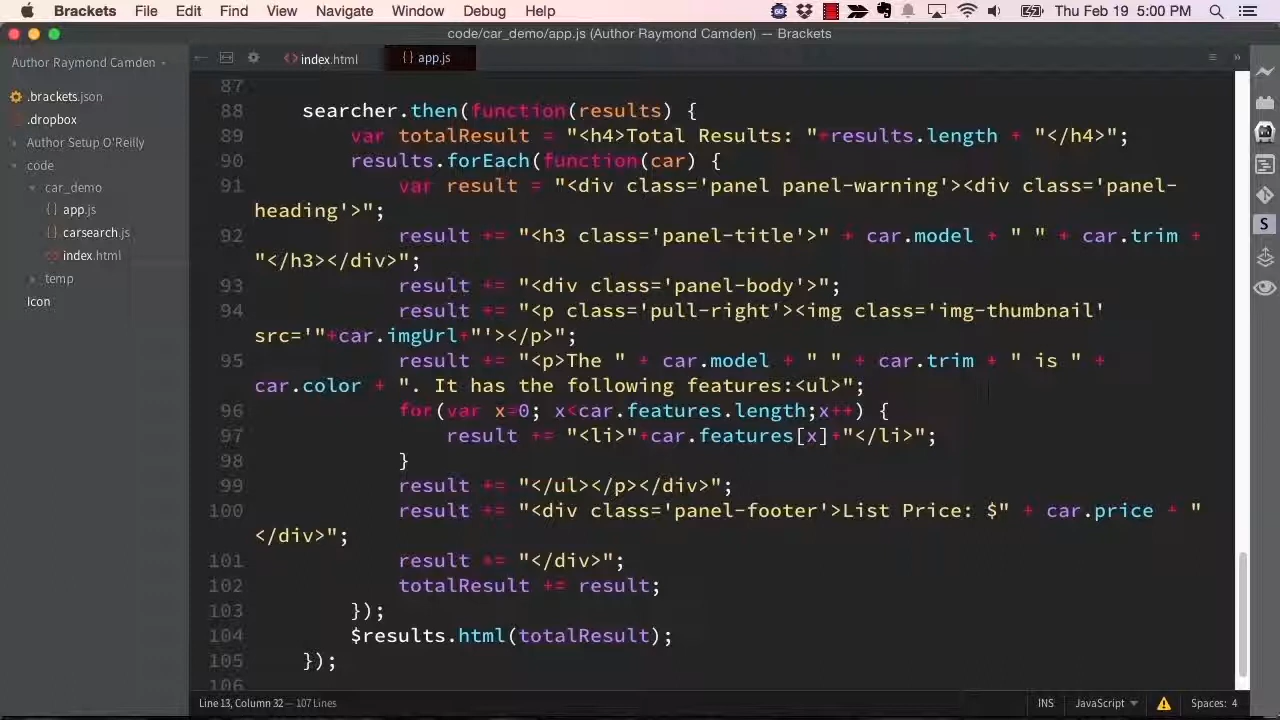 Brackets File Edit Find View Navigate Window Debug Help Thu Feb 19 5:00 PM
code/car_demo/app.js (Author Raymond Camden) — Brackets
Author Raymond Camden
.brackets.json
.dropbox
Author Setup O'Reilly
code
car_demo
{} app.js
{} carsearch.js
<> index.html
temp
Icon
<> index.html {} app.js
87
88 searcher.then(function(results) {
89 var totalResult = "<h4>Total Results: "+results.length + "</h4>";
90 results.forEach(function(car) {
91 var result = "<div class='panel panel-warning'><div class='panel-
heading'>";
92 result += "<h3 class='panel-title'>" + car.model + " " + car.trim +
"</h3></div>";
93 result += "<div class='panel-body'>";
94 result += "<p class='pull-right'><img class='img-thumbnail'
src='"+car.imgUrl+"'></p>";
95 result += "<p>The " + car.model + " " + car.trim + " is " +
car.color + ". It has the following features:<ul>";
96 for(var x=0; x<car.features.length;x++) {
97 result += "<li>"+car.features[x]+"</li>";
98 }
99 result += "</ul></p></div>";
100 result += "<div class='panel-footer'>List Price: $" + car.price + "
</div>";
101 result += "</div>";
102 totalResult += result;
103 });
104 $results.html(totalResult);
105 });
106
Line 13, Column 32 — 107 Lines INS JavaScript Spaces: 4
S